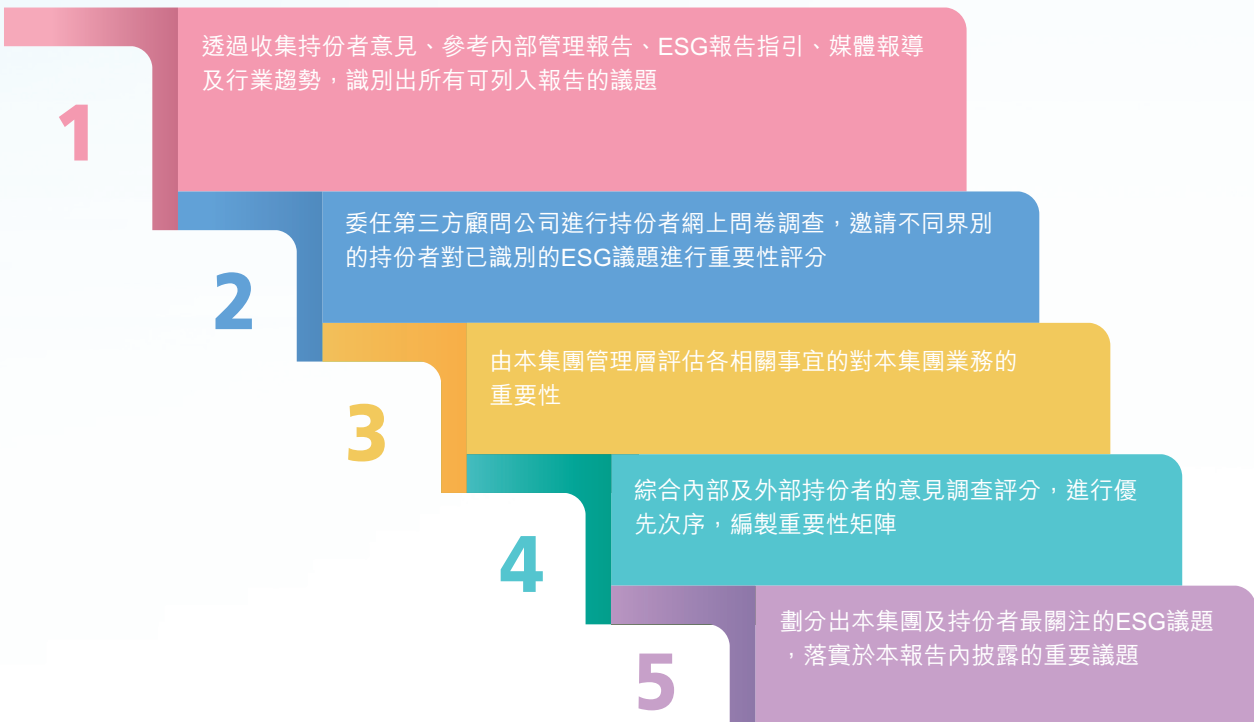 1
透過收集持份者意見、參考內部管理報告、ESG報告指引、媒體報導
及行業趨勢，識別出所有可列入報告的議題
2
委任第三方顧問公司進行持份者網上問卷調查，邀請不同界別
的持份者對已識別的ESG議題進行重要性評分
3
由本集團管理層評估各相關事宜的對本集團業務的
重要性
4
綜合內部及外部持份者的意見調查評分，進行優
先次序，編製重要性矩陣
5
劃分出本集團及持份者最關注的ESG議題
，落實於本報告內披露的重要議題